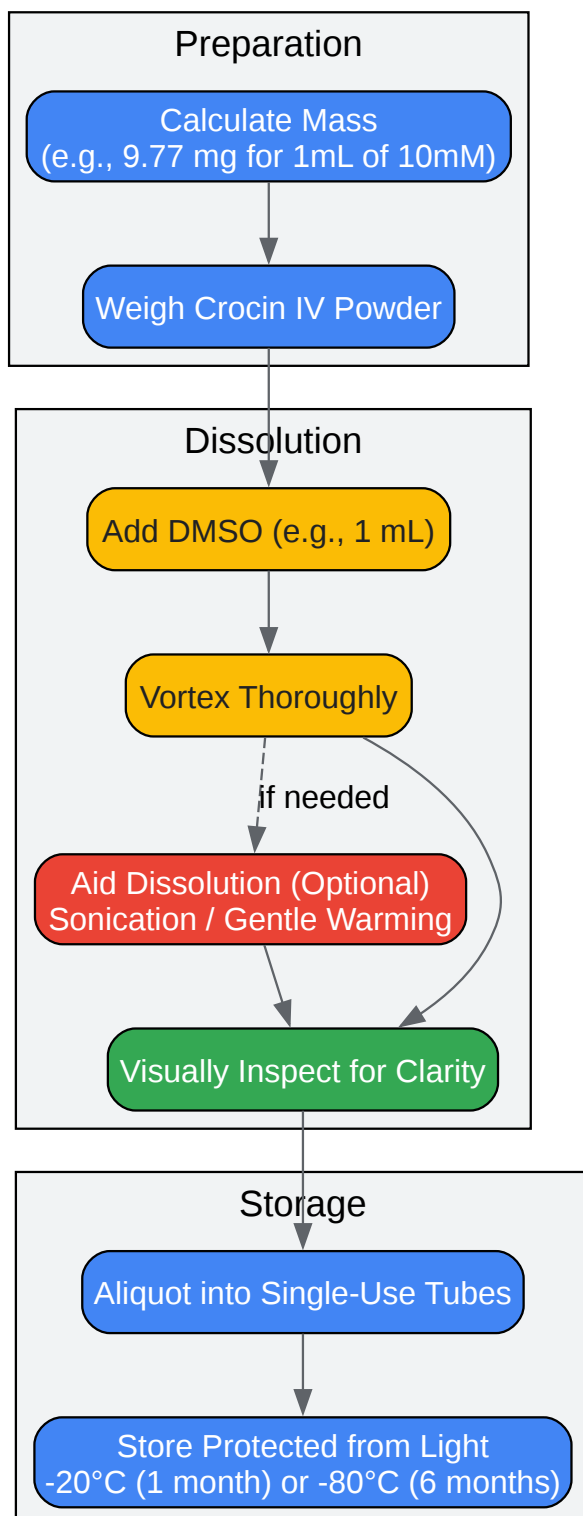 Preparation
Calculate Mass
(e.g., 9.77 mg for 1mL of 10mM)
Weigh Crocin IV Powder
Dissolution
Add DMSO (e.g., 1 mL)
Vortex Thoroughly
if needed
Aid Dissolution (Optional)
Sonication / Gentle Warming
Visually Inspect for Clarity
Storage
Aliquot into Single-Use Tubes
Store Protected from Light
-20°C (1 month) or -80°C (6 months)